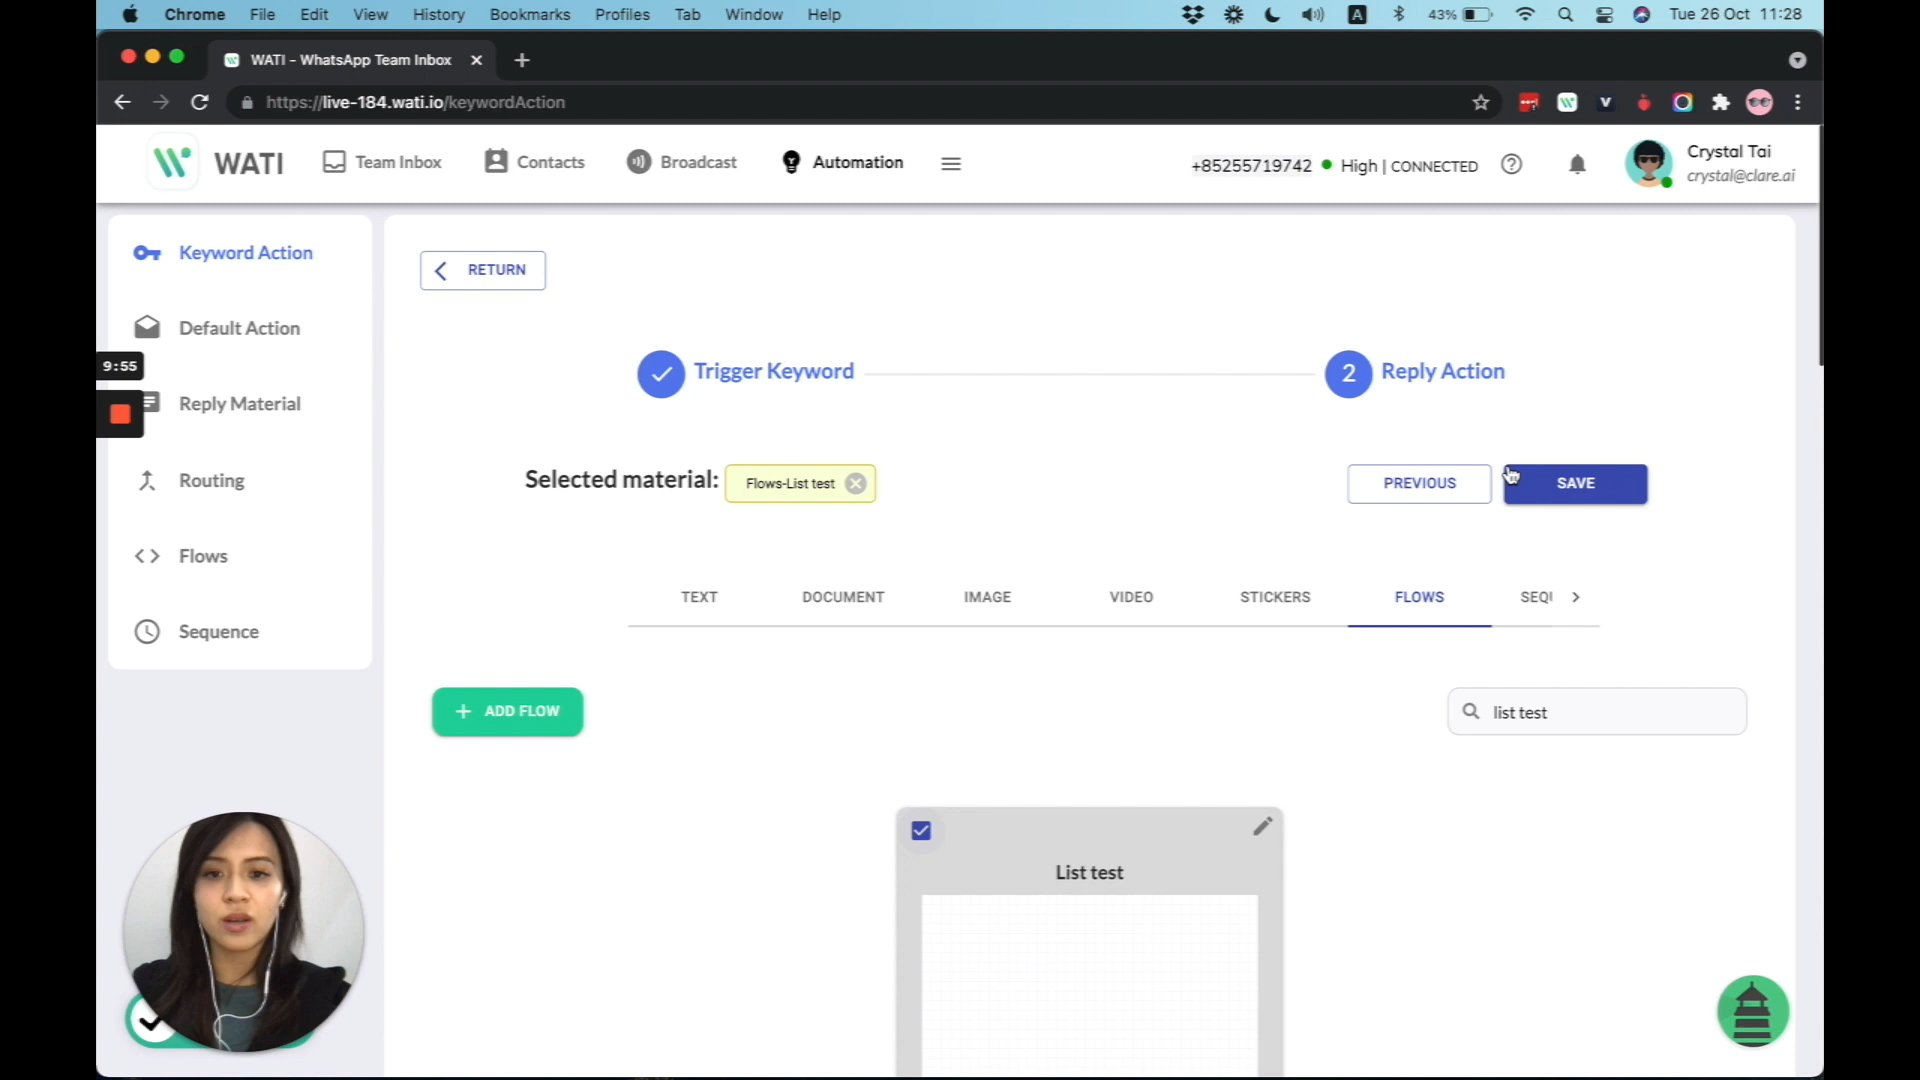 Chrome File Edit View History Bookmarks Profiles Tab Window Help
A 43% Tue 26 Oct 11:28
WATI - WhatsApp Team Inbox
https://live-184.wati.io/keywordAction
WATI Team Inbox Contacts Broadcast Automation
+85255719742 High | CONNECTED
Crystal Tai
crystal@clare.ai
Keyword Action
Default Action
9:55
Reply Material
Routing
Flows
Sequence
RETURN
Trigger Keyword
2 Reply Action
Selected material: Flows-List test
PREVIOUS SAVE
TEXT DOCUMENT IMAGE VIDEO STICKERS FLOWS SEQU
+ ADD FLOW
list test
List test